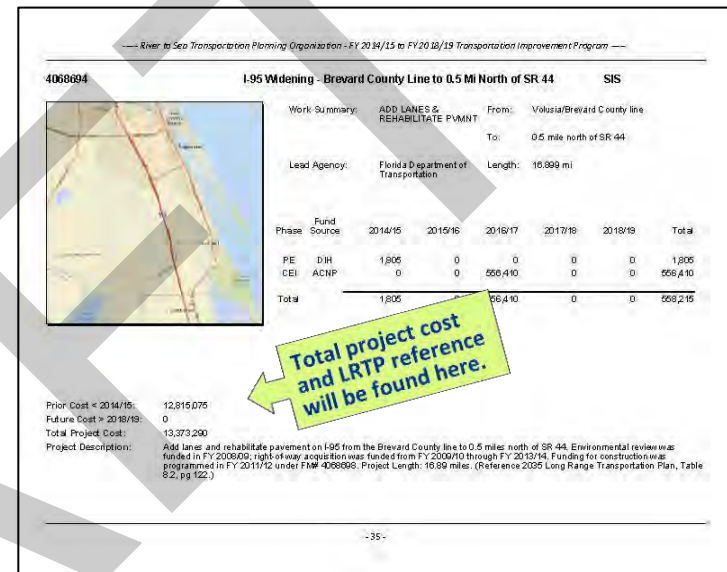 ---- River to Sea Transportation Planning Organization - FY 2014/15 to FY 2018/19 Transportation Improvement Program ----
4068694 I-95 Widening - Brevard County Line to 0.5 Mi North of SR 44 SIS
Work Summary: ADD LANES & REHABILITATE PVMNT From: Volusia/Brevard County line
To: 0.5 mile north of SR 44
Lead Agency: Florida Department of Transportation Length: 16.899 mi
Phase Fund Source 2014/15 2015/16 2016/17 2017/18 2018/19 Total
PE DIH 1,805 0 0 0 0 1,805
CEI ACNP 0 0 556,410 0 0 556,410
Total 1,805 0 556,410 0 0 558,215
Total project cost
and LRTP reference
will be found here.
Prior Cost < 2014/15: 12,815,075
Future Cost > 2018/19: 0
Total Project Cost: 13,373,290
Project Description: Add lanes and rehabilitate pavement on I-95 from the Brevard County line to 0.5 miles north of SR 44. Environmental review was
funded in FY 2008/09; right-of-way acquisition was funded from FY 2009/10 through FY 2013/14. Funding for construction was
programmed in FY 2011/12 under FM# 4068698. Project Length: 16.89 miles. (Reference 2035 Long Range Transportation Plan, Table
8.2, pg 122.)
- 35 -